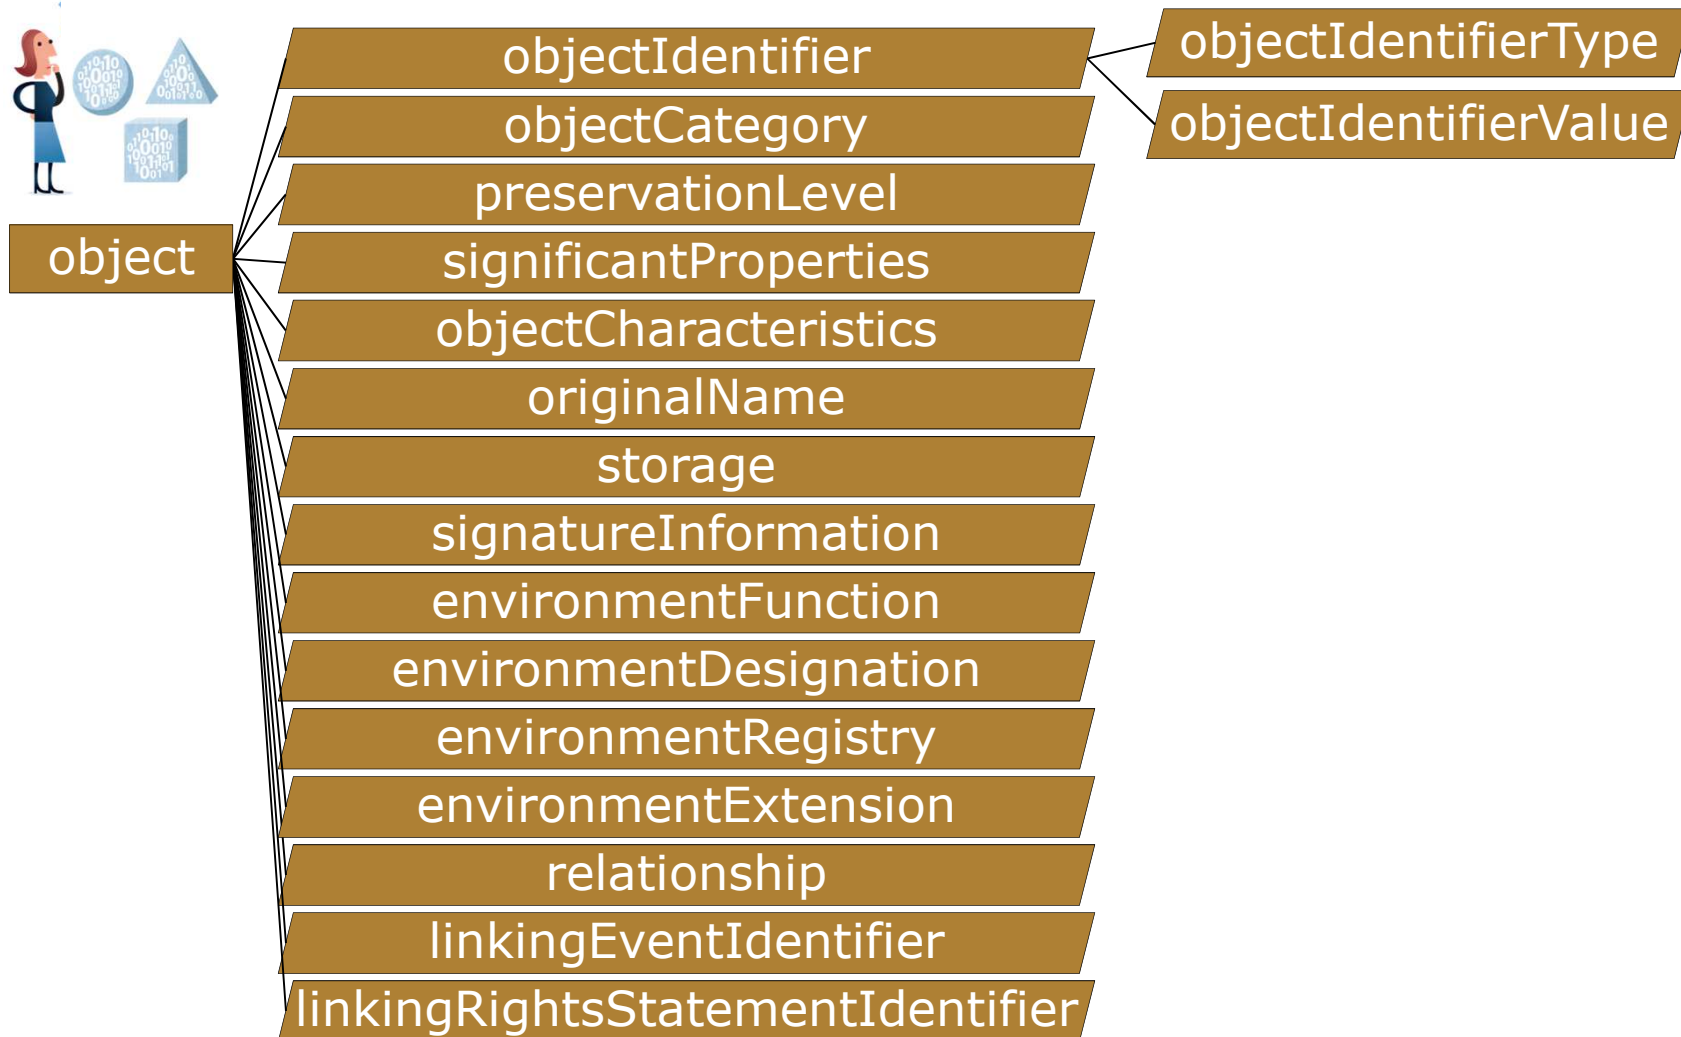 object
objectIdentifier
objectIdentifierType
objectIdentifierValue
objectCategory
preservationLevel
significantProperties
objectCharacteristics
originalName
storage
signatureInformation
environmentFunction
environmentDesignation
environmentRegistry
environmentExtension
relationship
linkingEventIdentifier
linkingRightsStatementIdentifier